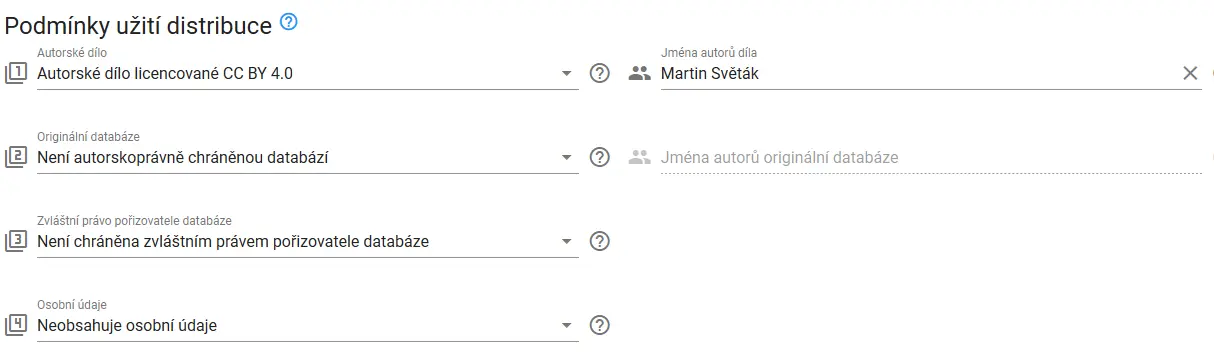 Podmínky užití distribuce
Autorské dílo
Autorské dílo licencované CC BY 4.0
Jména autorů díla
Martin Světák
Originální databáze
Není autorskoprávně chráněnou databází
Jména autorů originální databáze
Zvláštní právo pořizovatele databáze
Není chráněna zvláštním právem pořizovatele databáze
Osobní údaje
Neobsahuje osobní údaje